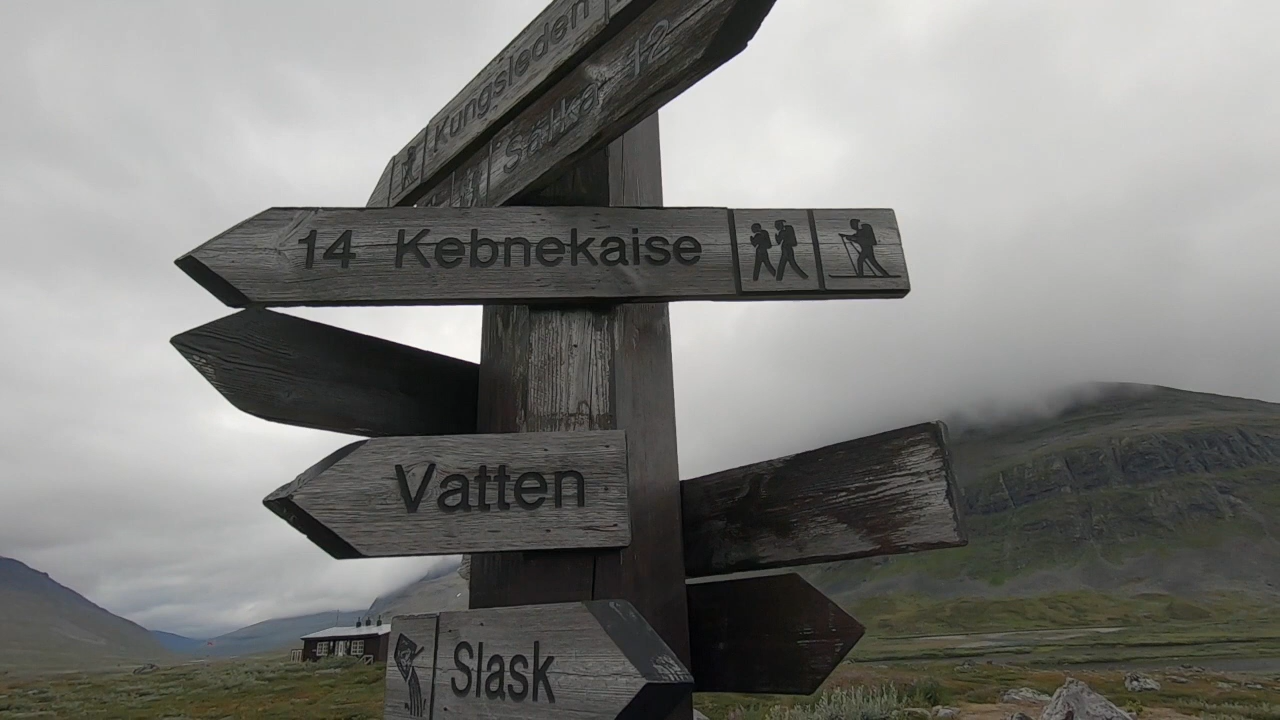 Kungsleden
Sälka 12
14 Kebnekaise
Vatten
Slask